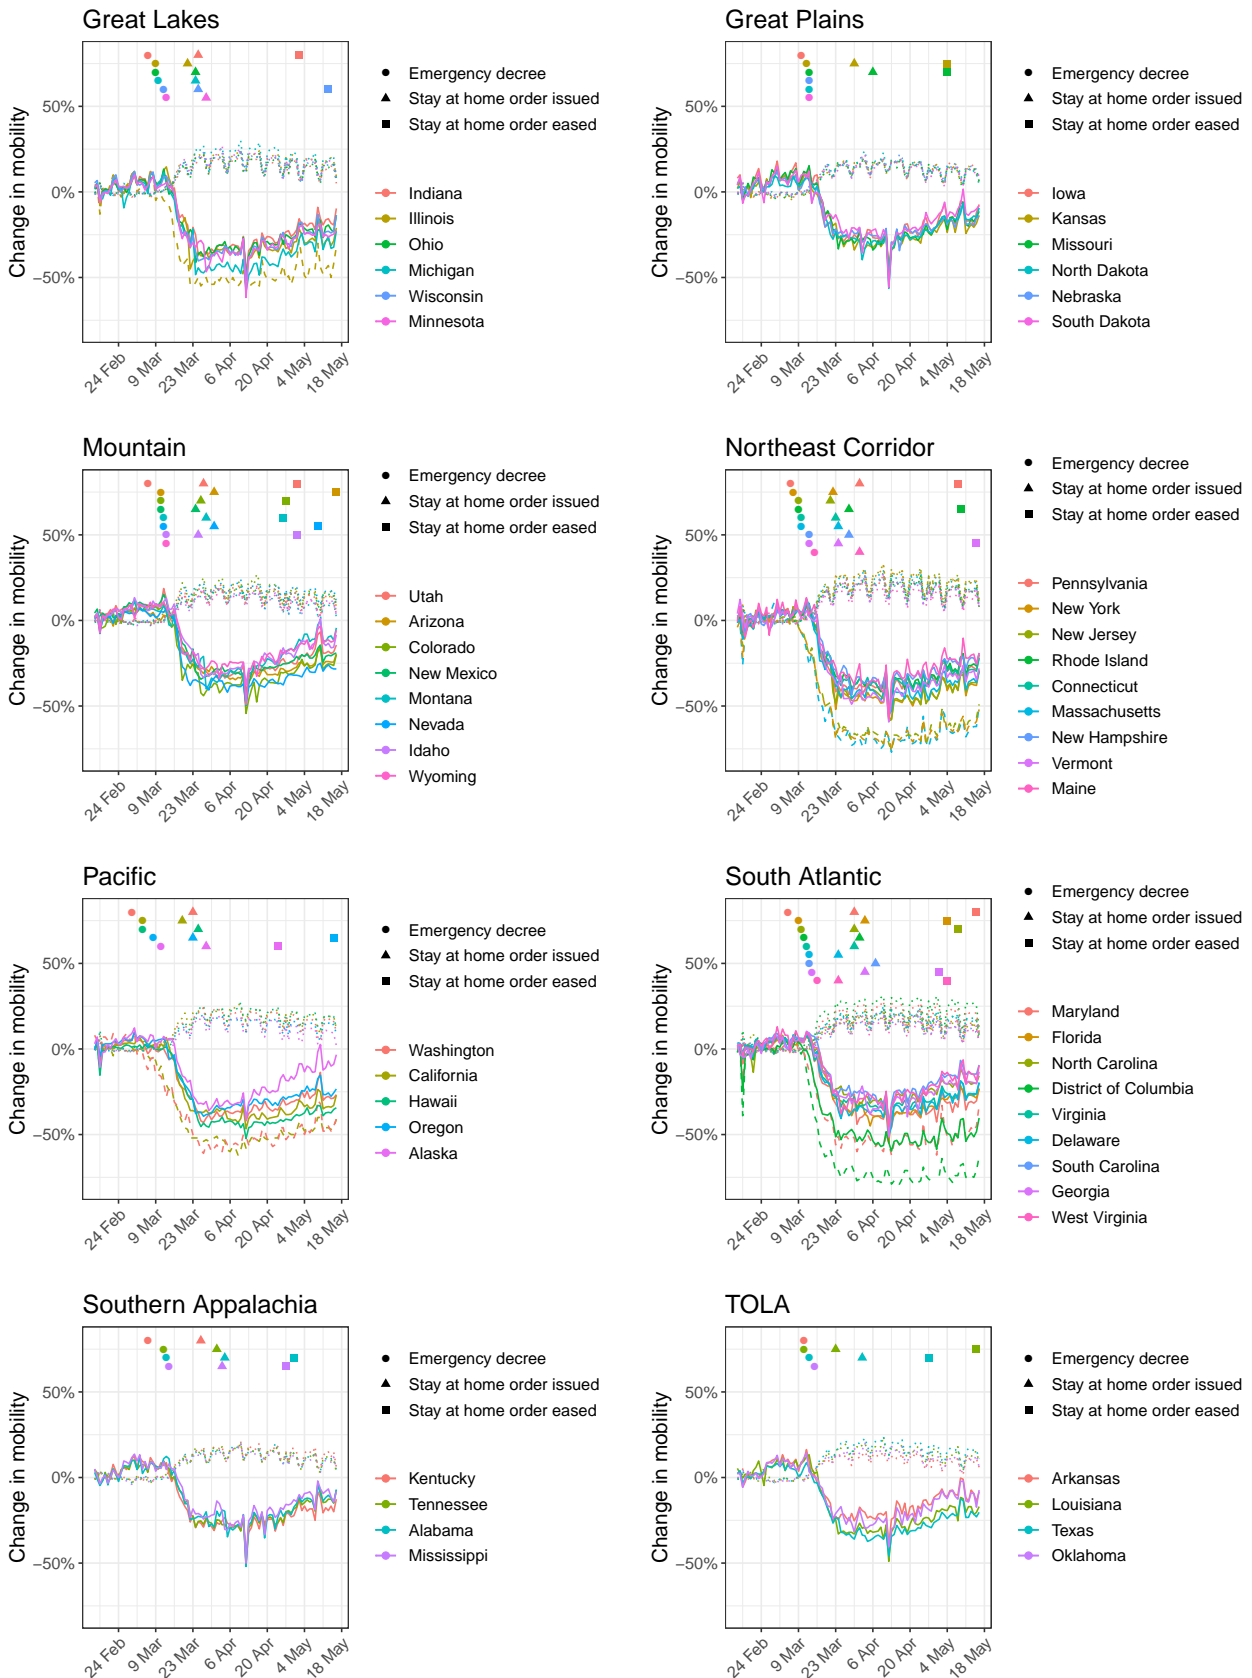 Great Lakes
Change in mobility
50%
0%
−50%
24 Feb
9 Mar
23 Mar
6 Apr
20 Apr
4 May
18 May
Emergency decree
Stay at home order issued
Stay at home order eased
Indiana
Illinois
Ohio
Michigan
Wisconsin
Minnesota
Great Plains
Change in mobility
50%
0%
−50%
24 Feb
9 Mar
23 Mar
6 Apr
20 Apr
4 May
18 May
Emergency decree
Stay at home order issued
Stay at home order eased
Iowa
Kansas
Missouri
North Dakota
Nebraska
South Dakota
Mountain
Change in mobility
50%
0%
−50%
24 Feb
9 Mar
23 Mar
6 Apr
20 Apr
4 May
18 May
Emergency decree
Stay at home order issued
Stay at home order eased
Utah
Arizona
Colorado
New Mexico
Montana
Nevada
Idaho
Wyoming
Northeast Corridor
Change in mobility
50%
0%
−50%
24 Feb
9 Mar
23 Mar
6 Apr
20 Apr
4 May
18 May
Emergency decree
Stay at home order issued
Stay at home order eased
Pennsylvania
New York
New Jersey
Rhode Island
Connecticut
Massachusetts
New Hampshire
Vermont
Maine
Pacific
Change in mobility
50%
0%
−50%
24 Feb
9 Mar
23 Mar
6 Apr
20 Apr
4 May
18 May
Emergency decree
Stay at home order issued
Stay at home order eased
Washington
California
Hawaii
Oregon
Alaska
South Atlantic
Change in mobility
50%
0%
−50%
24 Feb
9 Mar
23 Mar
6 Apr
20 Apr
4 May
18 May
Emergency decree
Stay at home order issued
Stay at home order eased
Maryland
Florida
North Carolina
District of Columbia
Virginia
Delaware
South Carolina
Georgia
West Virginia
Southern Appalachia
Change in mobility
50%
0%
−50%
24 Feb
9 Mar
23 Mar
6 Apr
20 Apr
4 May
18 May
Emergency decree
Stay at home order issued
Stay at home order eased
Kentucky
Tennessee
Alabama
Mississippi
TOLA
Change in mobility
50%
0%
−50%
24 Feb
9 Mar
23 Mar
6 Apr
20 Apr
4 May
18 May
Emergency decree
Stay at home order issued
Stay at home order eased
Arkansas
Louisiana
Texas
Oklahoma